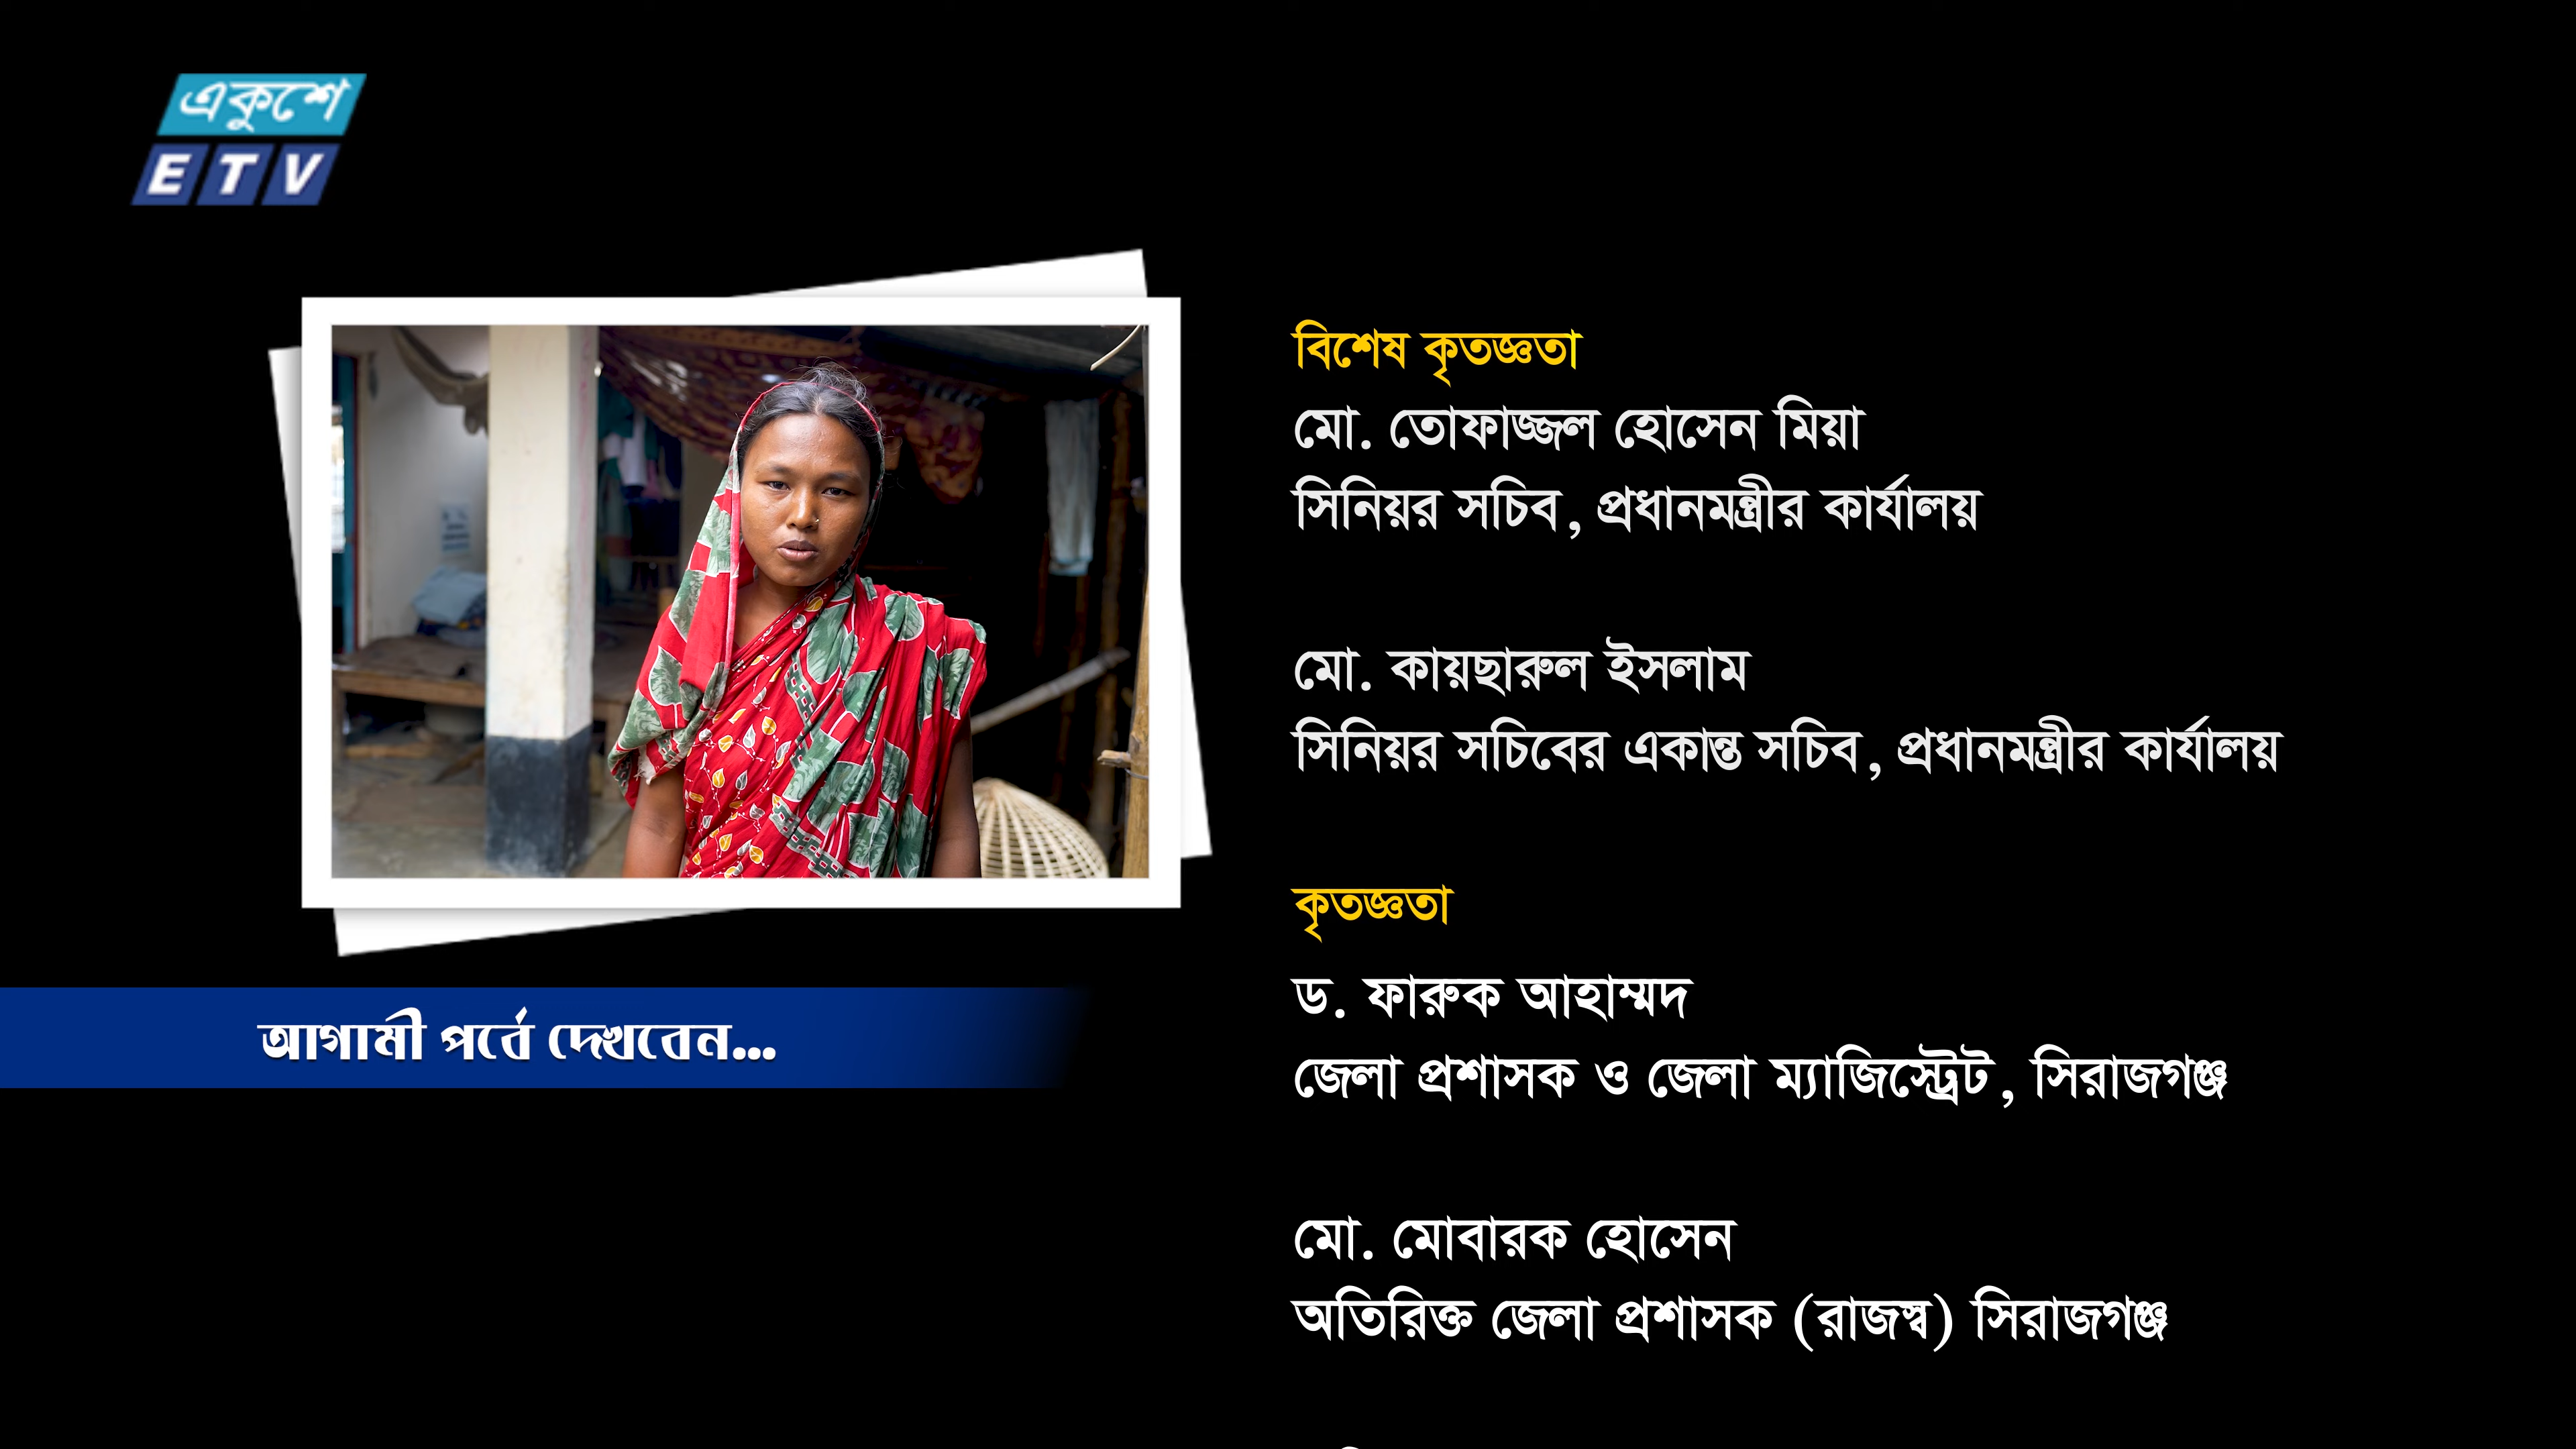 একুশে
ETV
বিশেষ কৃতজ্ঞতা
মো. তোফাজ্জল হোসেন মিয়া
সিনিয়র সচিব, প্রধানমন্ত্রীর কার্যালয়
মো. কায়ছারুল ইসলাম
সিনিয়র সচিবের একান্ত সচিব, প্রধানমন্ত্রীর কার্যালয়
কৃতজ্ঞতা
ড. ফারুক আহাম্মদ
জেলা প্রশাসক ও জেলা ম্যাজিস্ট্রেট, সিরাজগঞ্জ
মো. মোবারক হোসেন
অতিরিক্ত জেলা প্রশাসক (রাজস্ব) সিরাজগঞ্জ
আগামী পর্বে দেখবেন...